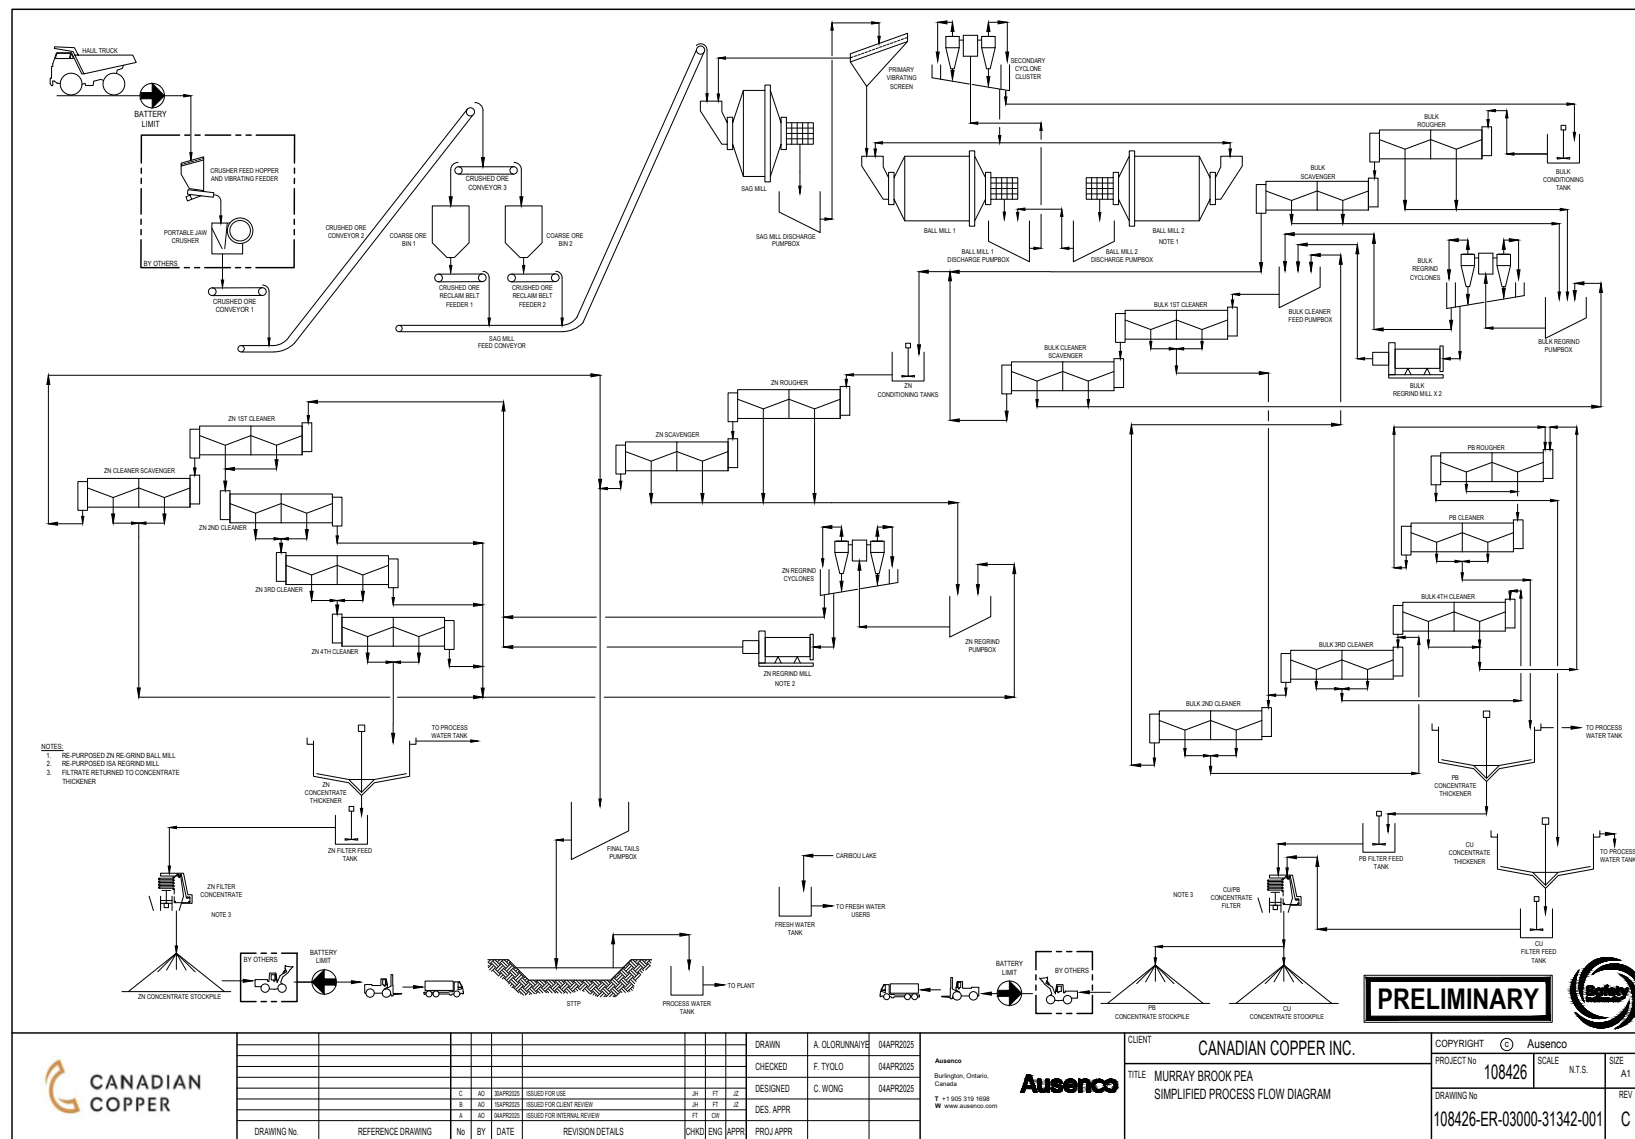 HAUL TRUCK
BATTERY
LIMIT
CRUSHER FEED HOPPER
AND VIBRATING FEEDER
PORTABLE JAW
CRUSHER
BY OTHERS
CRUSHED ORE
CONVEYOR 1
CRUSHED ORE
CONVEYOR 2
CRUSHED ORE
CONVEYOR 3
COARSE ORE
BIN 1
COARSE ORE
BIN 2
CRUSHED ORE
RECLAIM BELT
FEEDER 1
CRUSHED ORE
RECLAIM BELT
FEEDER 2
SAG MILL
FEED CONVEYOR
SAG MILL
SAG MILL DISCHARGE
PUMPBOX
PRIMARY
VIBRATING
SCREEN
SECONDARY
CYCLONE
CLUSTER
BALL MILL 1
BALL MILL 1
DISCHARGE PUMPBOX
BALL MILL 2
NOTE 1
BALL MILL 2
DISCHARGE PUMPBOX
BULK
ROUGHER
BULK
SCAVENGER
BULK
CONDITIONING
TANK
BULK
REGRIND
CYCLONES
BULK CLEANER
FEED PUMPBOX
BULK REGRIND
PUMPBOX
BULK
REGRIND MILL X 2
BULK 1ST CLEANER
BULK CLEANER
SCAVENGER
ZN
CONDITIONING TANKS
ZN ROUGHER
ZN SCAVENGER
ZN 1ST CLEANER
ZN CLEANER SCAVENGER
ZN 2ND CLEANER
ZN 3RD CLEANER
ZN 4TH CLEANER
ZN REGRIND
CYCLONES
ZN REGRIND
PUMPBOX
ZN REGRIND MILL
NOTE 2
PB ROUGHER
PB CLEANER
BULK 4TH CLEANER
BULK 3RD CLEANER
BULK 2ND CLEANER
TO PROCESS
WATER TANK
PB
CONCENTRATE
THICKENER
PB FILTER FEED
TANK
CU
CONCENTRATE
THICKENER
TO PROCESS
WATER TANK
NOTE 3
CU/PB
CONCENTRATE
FILTER
CU
FILTER FEED
TANK
NOTES:
1. RE-PURPOSED ZN RE-GRIND BALL MILL
2. RE-PURPOSED ISA REGRIND MILL
3. FILTRATE RETURNED TO CONCENTRATE
THICKENER
TO PROCESS
WATER TANK
ZN
CONCENTRATE
THICKENER
ZN FILTER FEED
TANK
ZN FILTER
CONCENTRATE
NOTE 3
ZN CONCENTRATE STOCKPILE
BY OTHERS
BATTERY
LIMIT
FINAL TAILS
PUMPBOX
STTP
PROCESS WATER
TANK
TO PLANT
CARIBOU LAKE
TO FRESH WATER
USERS
FRESH WATER
TANK
BATTERY
LIMIT
BY OTHERS
PB
CONCENTRATE STOCKPILE
CU
CONCENTRATE STOCKPILE
PRELIMINARY
Safety
CANADIAN
COPPER
C AO 30APR2025 ISSUED FOR USE JH FT JZ
B AO 15APR2025 ISSUED FOR CLIENT REVIEW JH FT JZ
A AO 04APR2025 ISSUED FOR INTERNAL REVIEW FT CW
DRAWING No. REFERENCE DRAWING No BY DATE REVISION DETAILS CHKD ENG APPR
DRAWN A. OLORUNNAIYE 04APR2025
CHECKED F. TYOLO 04APR2025
DESIGNED C. WONG 04APR2025
DES. APPR
PROJ APPR
Ausenco
Burlington, Ontario,
Canada
T +1 905 319 1698
W www.ausenco.com
Ausenco
CLIENT CANADIAN COPPER INC.
TITLE MURRAY BROOK PEA
SIMPLIFIED PROCESS FLOW DIAGRAM
COPYRIGHT © Ausenco
PROJECT No 108426 SCALE N.T.S. SIZE A1
DRAWING No 108426-ER-03000-31342-001 REV C